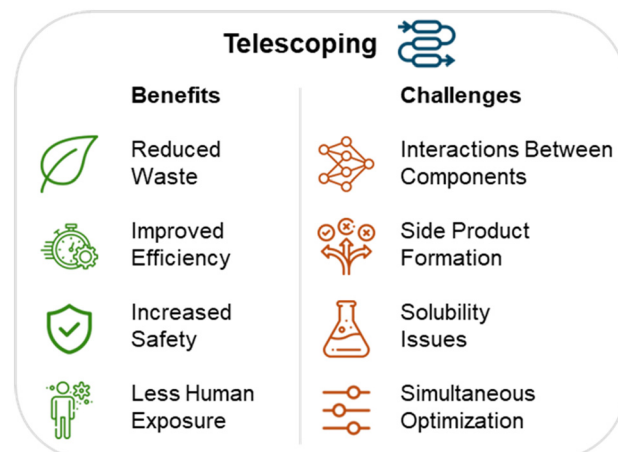 Telescoping
Benefits
Reduced
Waste
Improved
Efficiency
Increased
Safety
Less Human
Exposure
Challenges
Interactions Between
Components
Side Product
Formation
Solubility
Issues
Simultaneous
Optimization